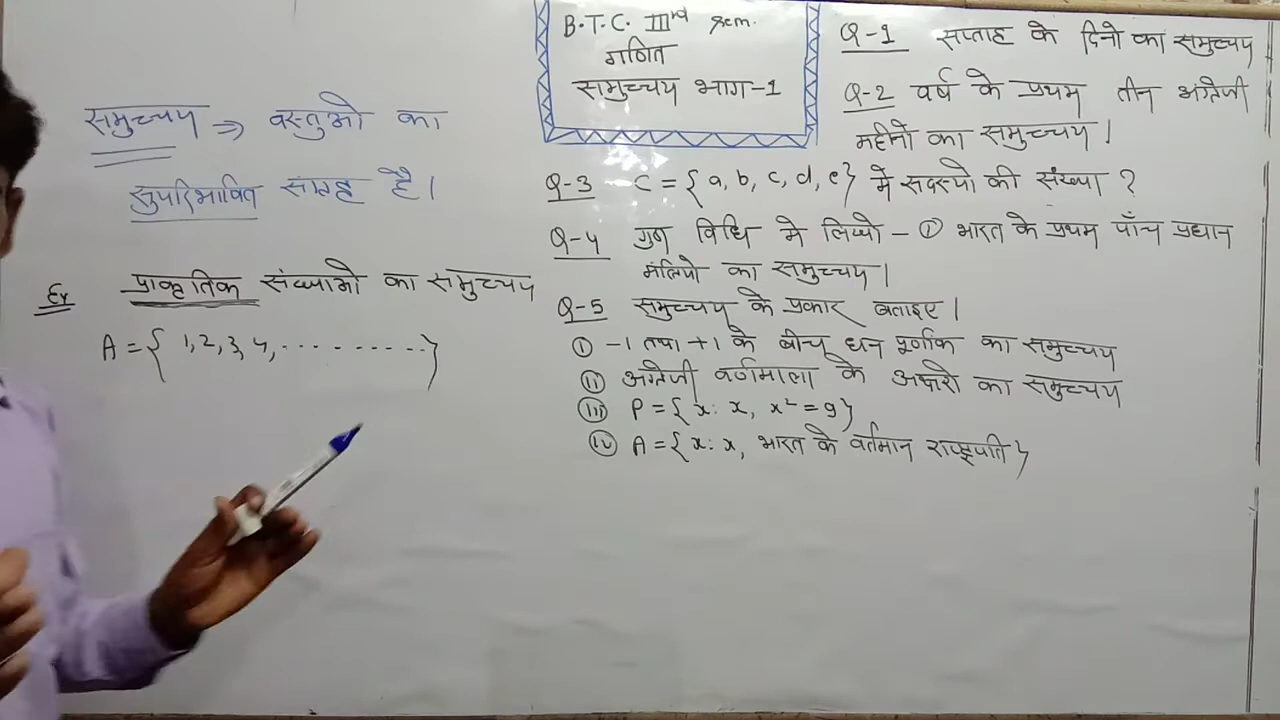 B.T.C. IIIrd sem.
गणित
समुच्चय भाग-1
समुच्चय ⇒ वस्तुओ का
सुपरिभाषित समूह है।
Ex प्राकृतिक संख्याओ का समुच्चय
A = { 1, 2, 3, 4, .......... }
Q-1 सप्ताह के दिनो का समुच्चय
Q-2 वर्ष के प्रथम तीन अंग्रेजी
महीनो का समुच्चय।
Q-3 C = {a, b, c, d, e} मे सदस्यो की संख्या ?
Q-4 गुण विधि मे लिखो - ① भारत के प्रथम पाँच प्रधान
मंत्रियो का समुच्चय।
Q-5 समुच्चय के प्रकार बताइए।
① -1 तथा +1 के बीच धन पूर्णांक का समुच्चय
ⅱ अंग्रेजी वर्णमाला के अक्षरो का समुच्चय
ⅲ P = {x: x, x² = 9}
ⅳ A = {x: x, भारत के वर्तमान राष्ट्रपति}